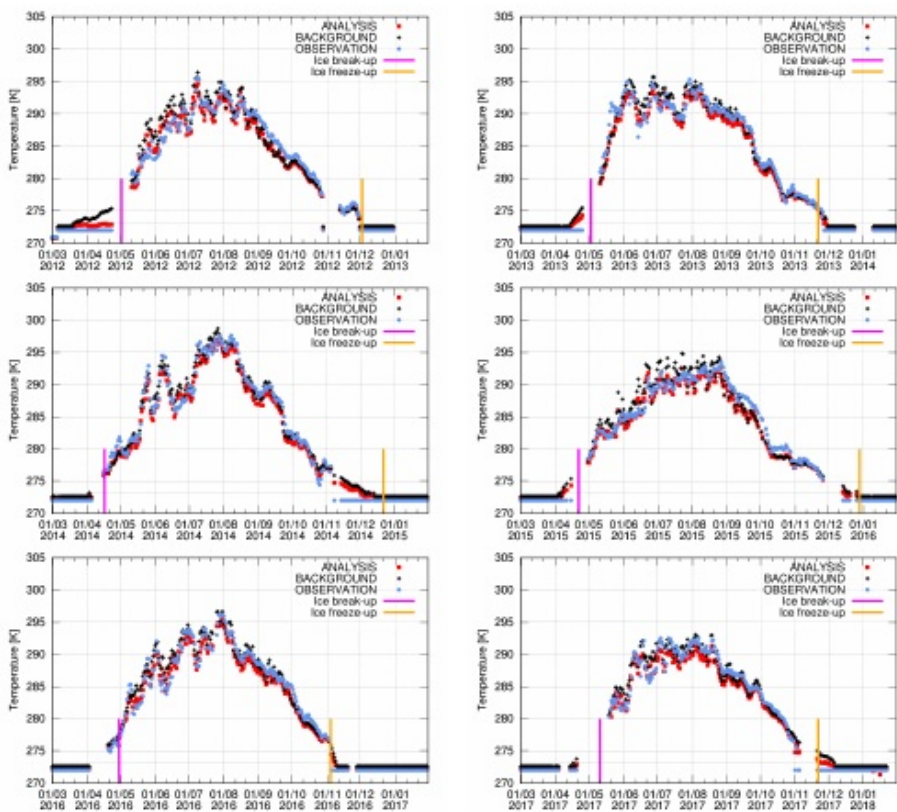 305
300
295
290
285
280
275
270
Temperature [K]
ANALYSIS
BACKGROUND
OBSERVATION
Ice break-up
Ice freeze-up
01/03 01/04 01/05 01/06 01/07 01/08 01/09 01/10 01/11 01/12 01/01
2012 2012 2012 2012 2012 2012 2012 2012 2012 2012 2013
305
300
295
290
285
280
275
270
Temperature [K]
ANALYSIS
BACKGROUND
OBSERVATION
Ice break-up
Ice freeze-up
01/03 01/04 01/05 01/06 01/07 01/08 01/09 01/10 01/11 01/12 01/01
2013 2013 2013 2013 2013 2013 2013 2013 2013 2013 2014
305
300
295
290
285
280
275
270
Temperature [K]
ANALYSIS
BACKGROUND
OBSERVATION
Ice break-up
Ice freeze-up
01/03 01/04 01/05 01/06 01/07 01/08 01/09 01/10 01/11 01/12 01/01
2014 2014 2014 2014 2014 2014 2014 2014 2014 2014 2015
305
300
295
290
285
280
275
270
Temperature [K]
ANALYSIS
BACKGROUND
OBSERVATION
Ice break-up
Ice freeze-up
01/03 01/04 01/05 01/06 01/07 01/08 01/09 01/10 01/11 01/12 01/01
2015 2015 2015 2015 2015 2015 2015 2015 2015 2015 2016
305
300
295
290
285
280
275
270
Temperature [K]
ANALYSIS
BACKGROUND
OBSERVATION
Ice break-up
Ice freeze-up
01/03 01/04 01/05 01/06 01/07 01/08 01/09 01/10 01/11 01/12 01/01
2016 2016 2016 2016 2016 2016 2016 2016 2016 2016 2017
305
300
295
290
285
280
275
270
Temperature [K]
ANALYSIS
BACKGROUND
OBSERVATION
Ice break-up
Ice freeze-up
01/03 01/04 01/05 01/06 01/07 01/08 01/09 01/10 01/11 01/12 01/01
2017 2017 2017 2017 2017 2017 2017 2017 2017 2017 2018